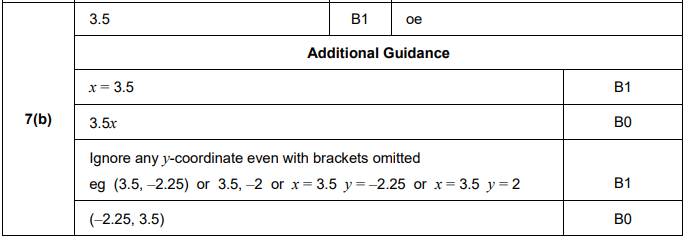 3.5 B1 oe
Additional Guidance
x = 3.5 B1
7(b)
3.5x B0
Ignore any y-coordinate even with brackets omitted
eg (3.5, –2.25) or 3.5, –2 or x = 3.5 y = –2.25 or x = 3.5 y = 2 B1
(–2.25, 3.5) B0